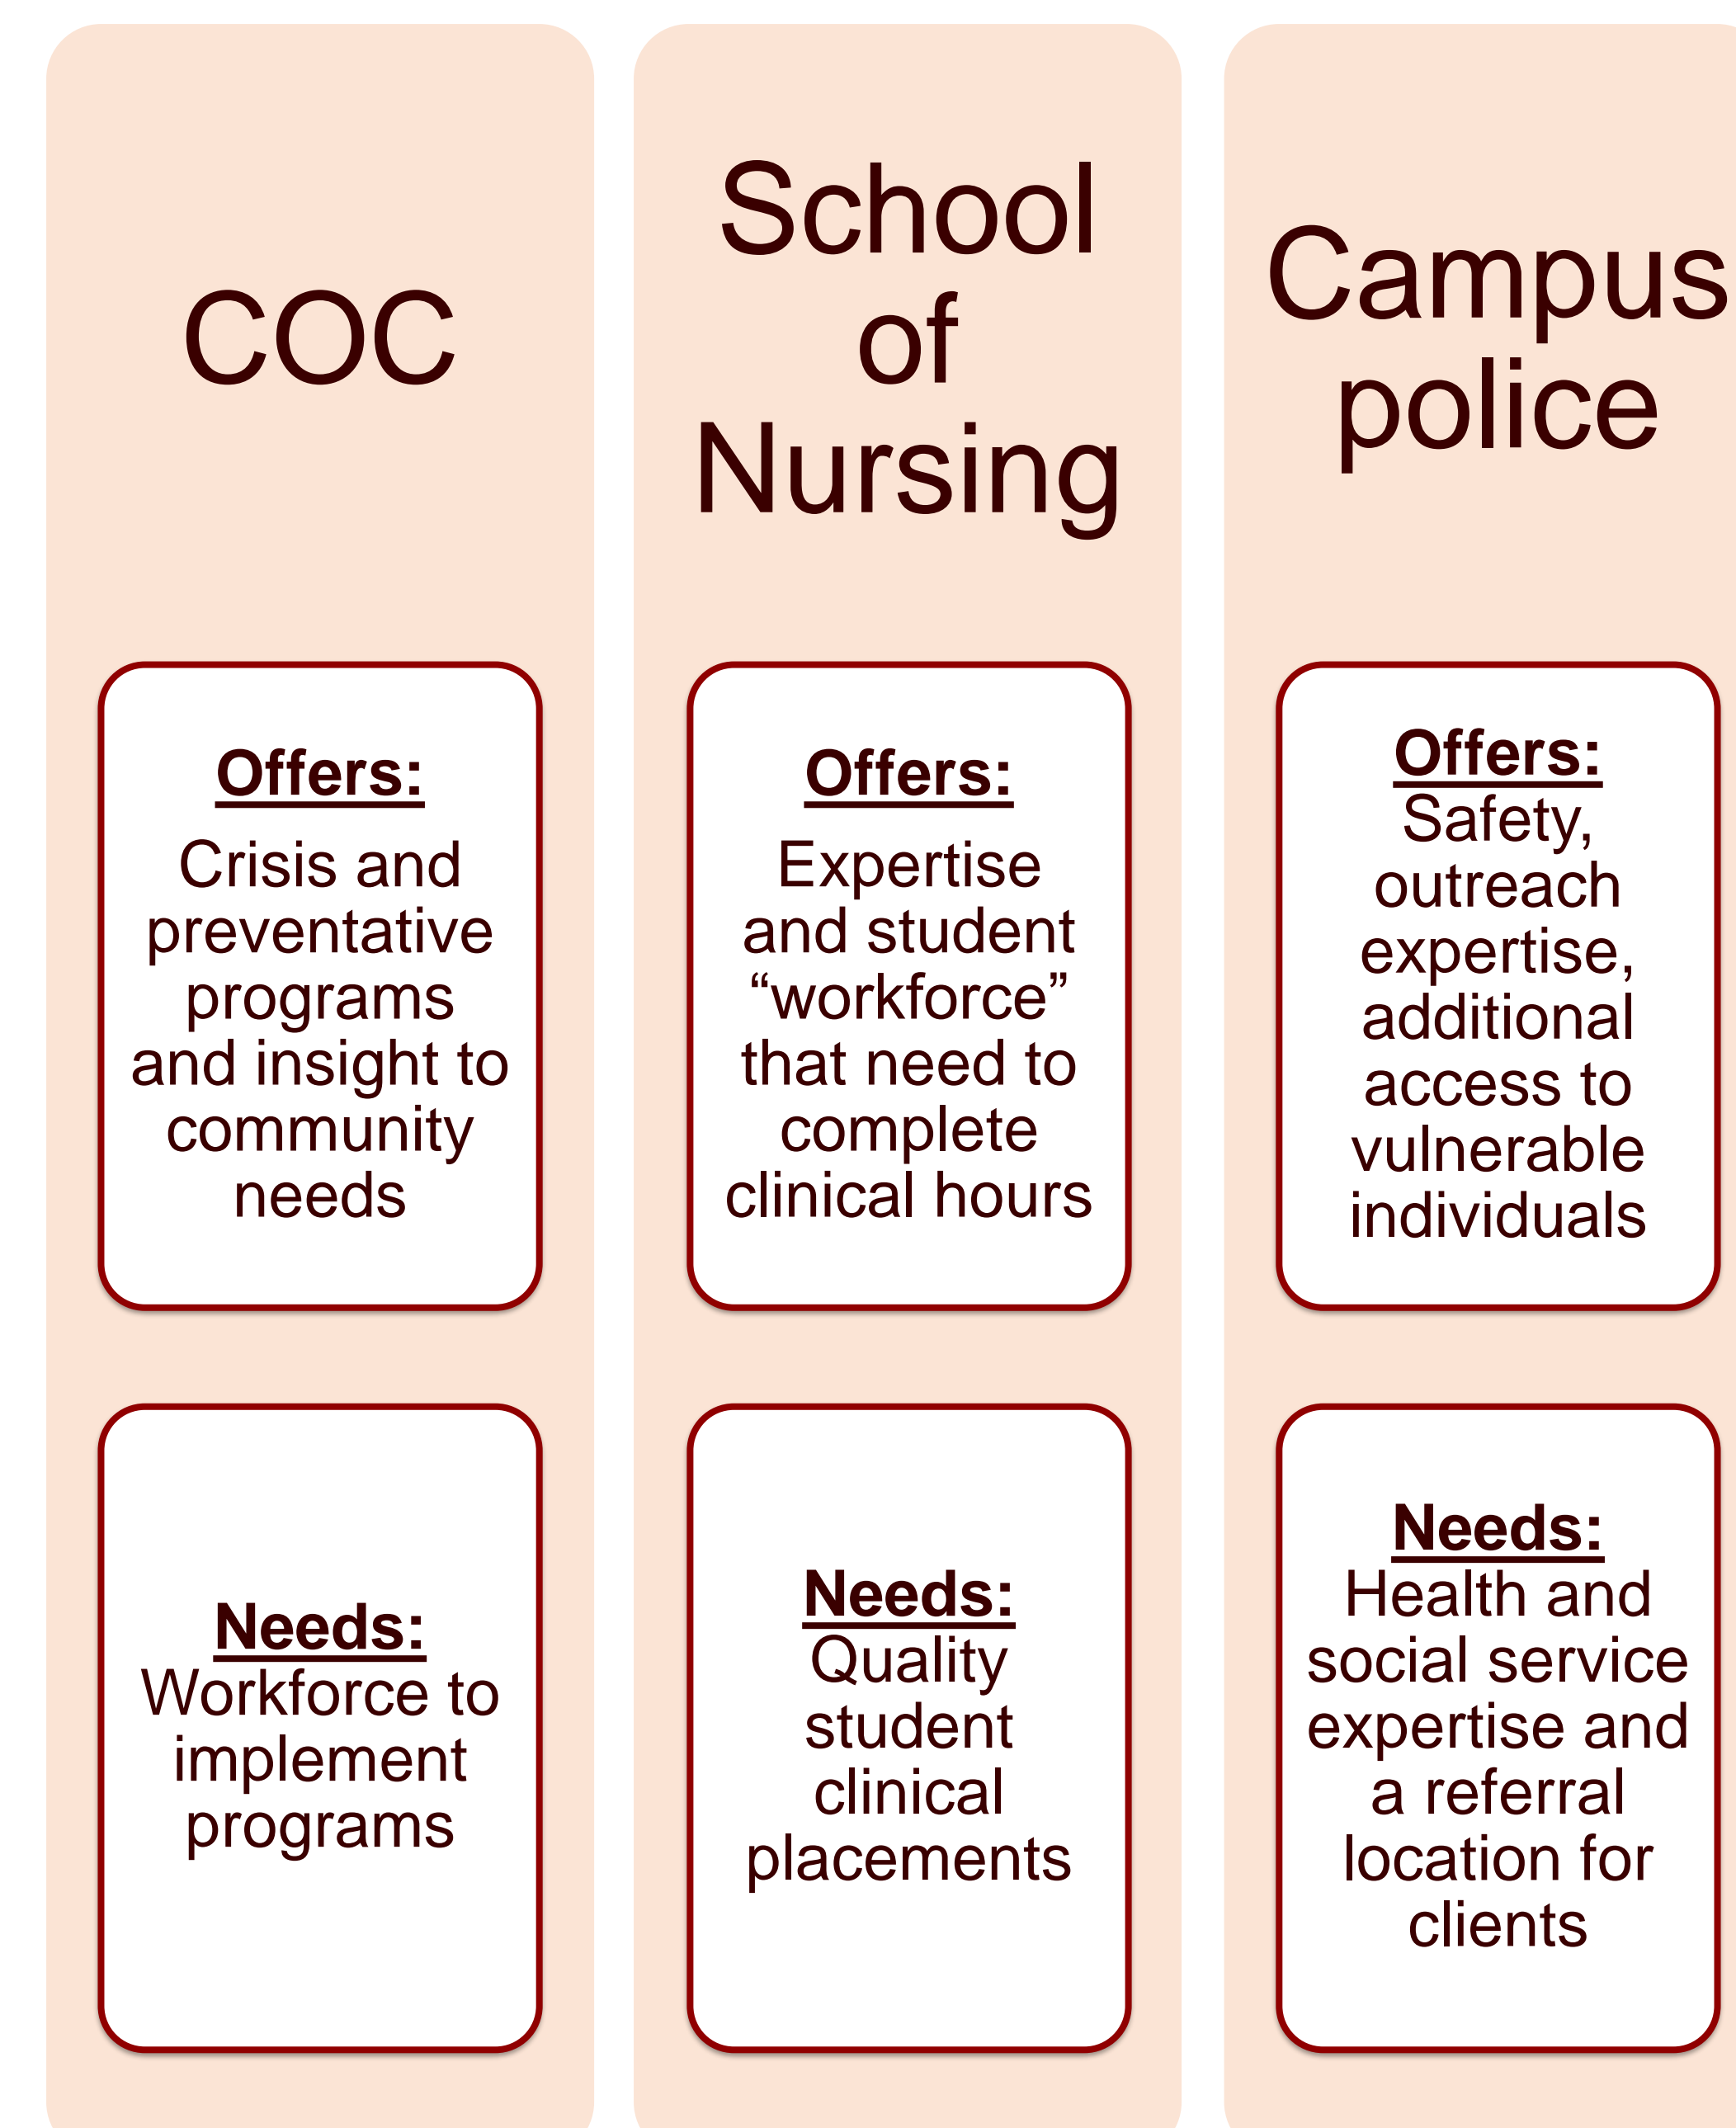 COC
Offers:
Crisis and
preventative
programs
and insight to
community
needs
Needs:
Workforce to
implement
programs
School
of
Nursing
Offers:
Expertise
and student
“workforce”
that need to
complete
clinical hours
Needs:
Quality
student
clinical
placements
Campus
police
Offers:
Safety,
outreach
expertise,
additional
access to
vulnerable
individuals
Needs:
Health and
social service
expertise and
a referral
location for
clients